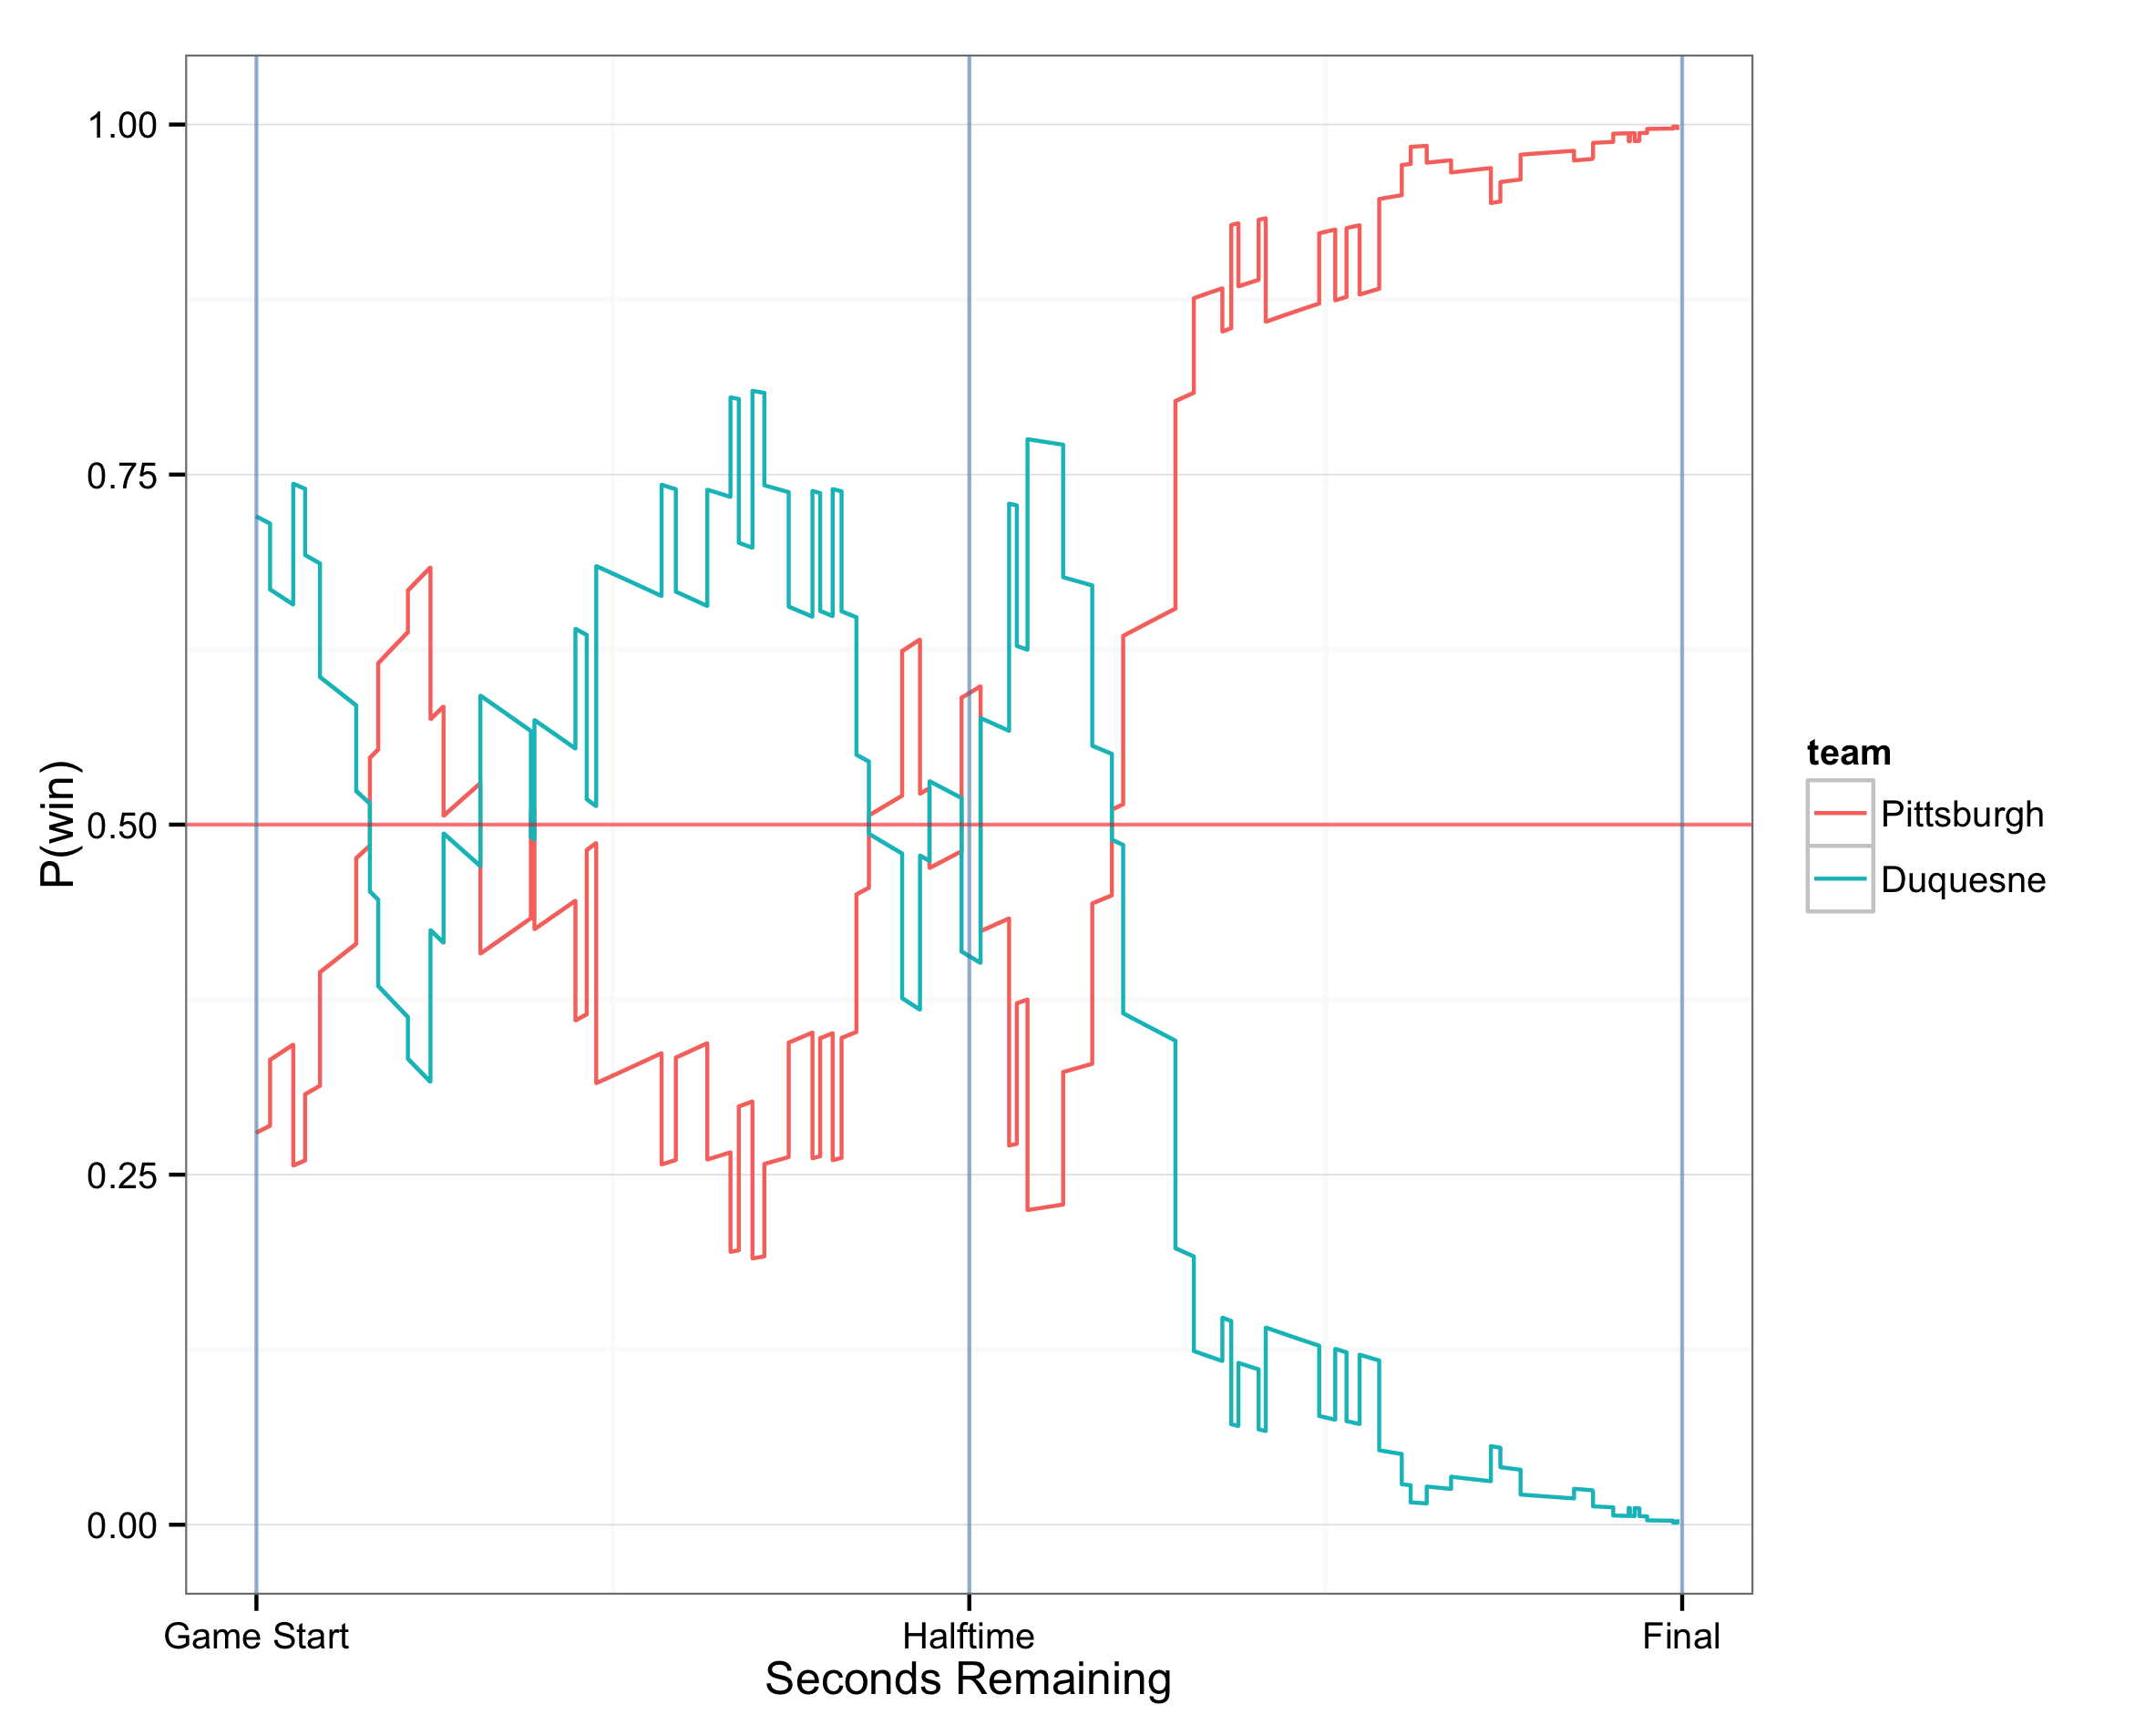 1.00
0.75
0.50
0.25
0.00
P(win)
Game Start
Halftime
Final
Seconds Remaining
team
Pittsburgh
Duquesne